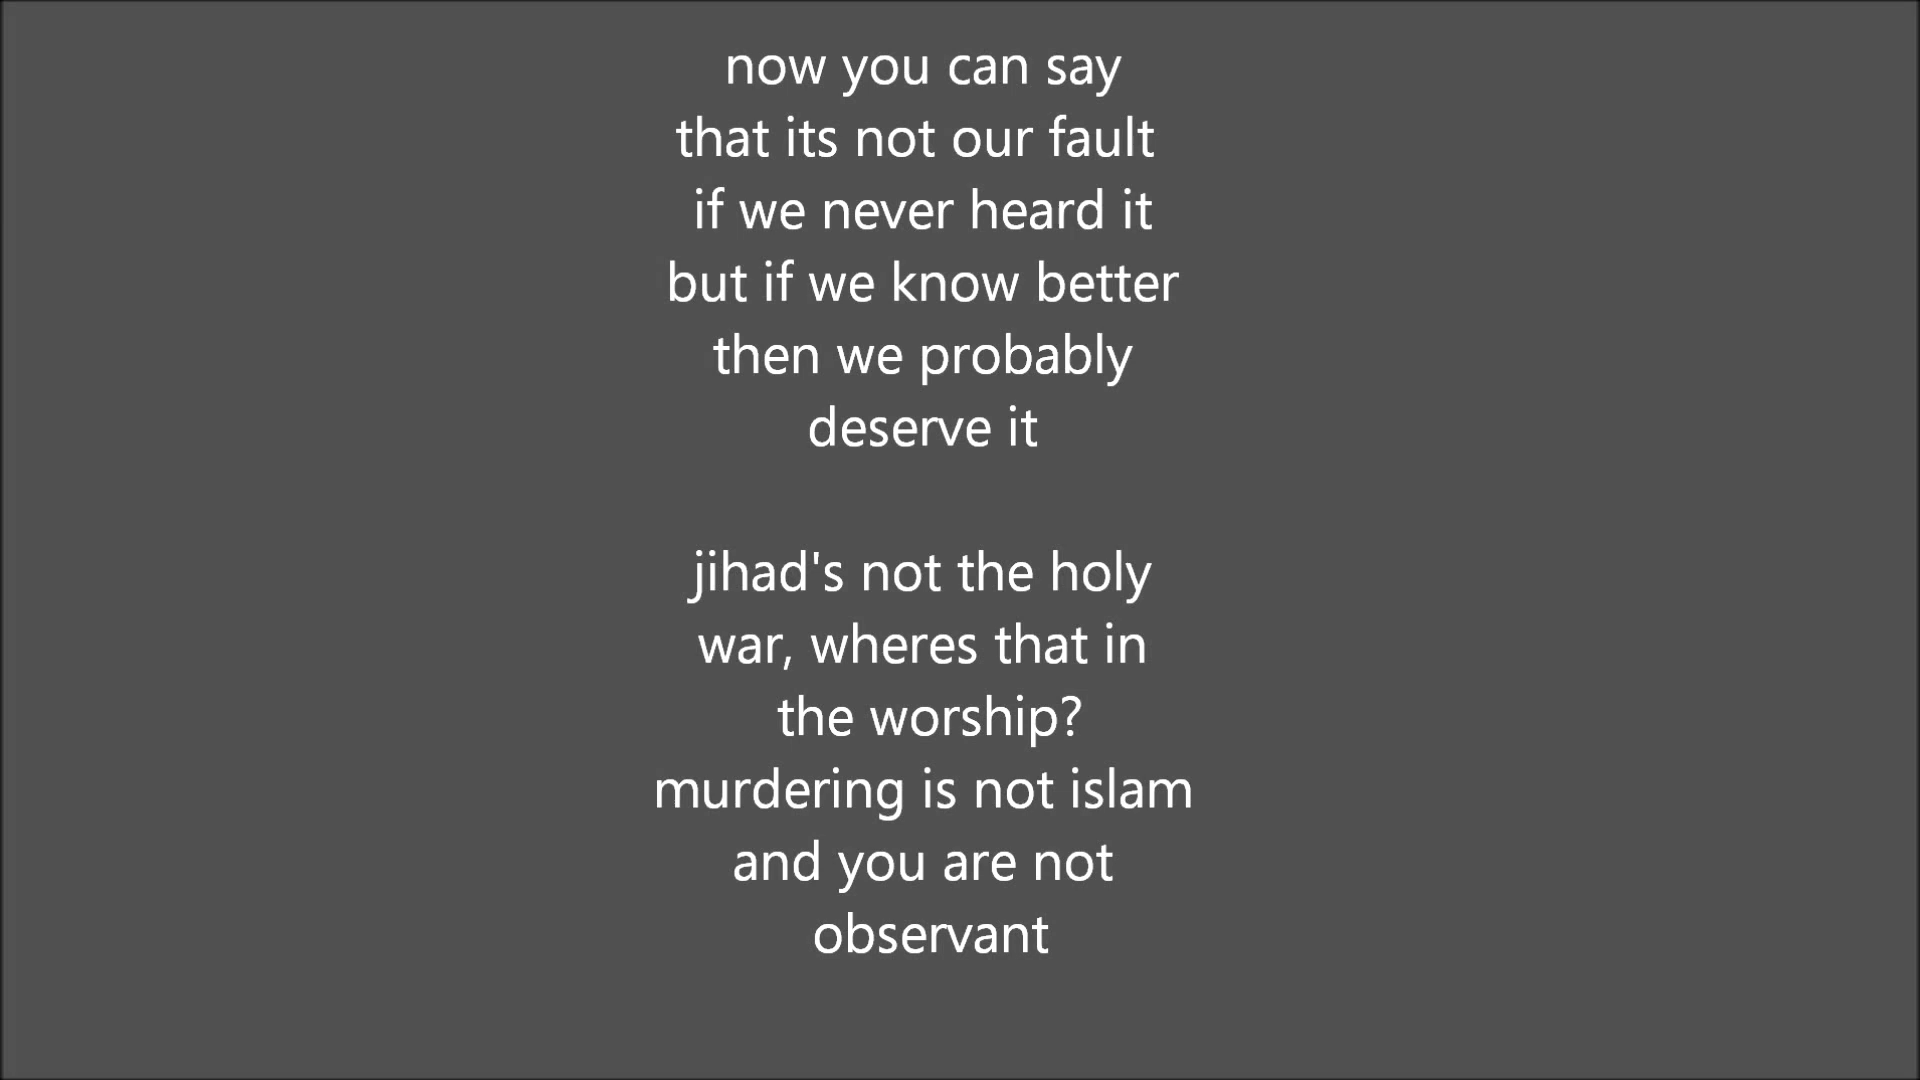 now you can say
that its not our fault
if we never heard it
but if we know better
then we probably
deserve it
jihad's not the holy
war, wheres that in
the worship?
murdering is not islam
and you are not
observant